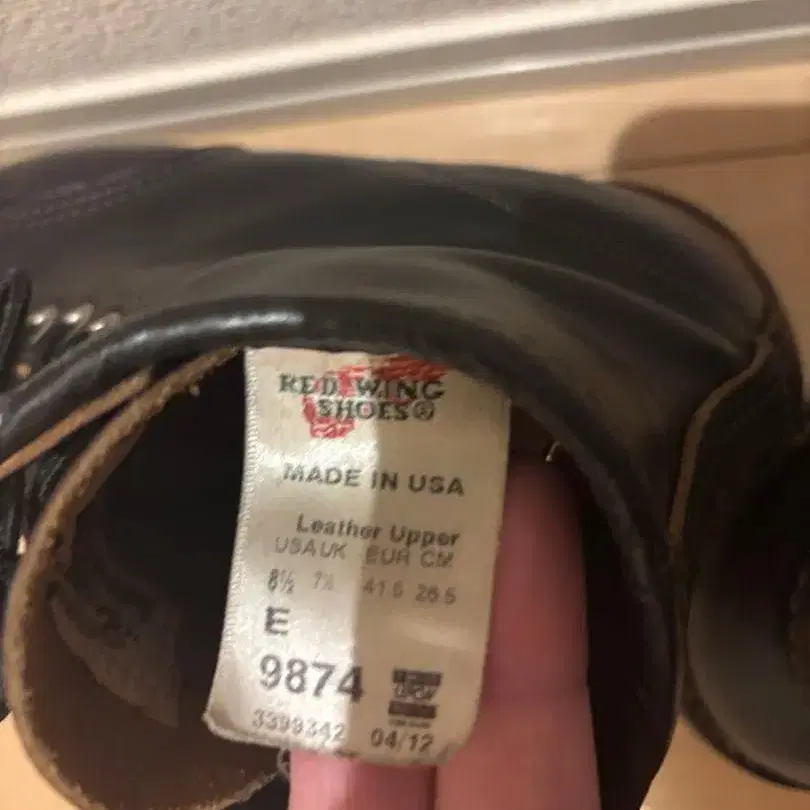 RED WING
SHOES®
MADE IN USA
Leather Upper
USA UK EUR CM
8½ 7½ 41.5 26.5
E
9874
3399342 04/12